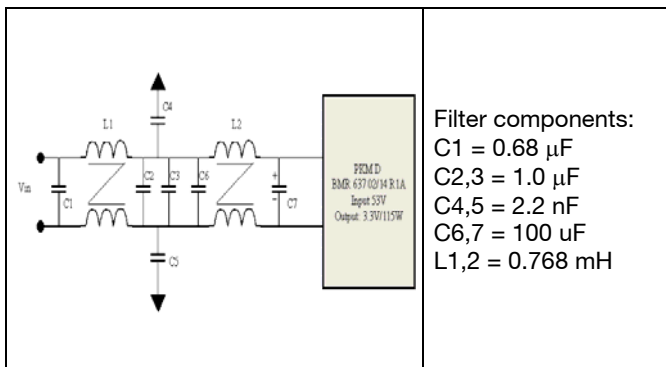 C4
L1
L2
Vin
C1
C2
C3
C6
+
-
C7
C5
PKM D
BMR 637 02/14 R1A
Input 53V
Output: 3.3V/115W
Filter components:
C1 = 0.68 μF
C2,3 = 1.0 μF
C4,5 = 2.2 nF
C6,7 = 100 uF
L1,2 = 0.768 mH